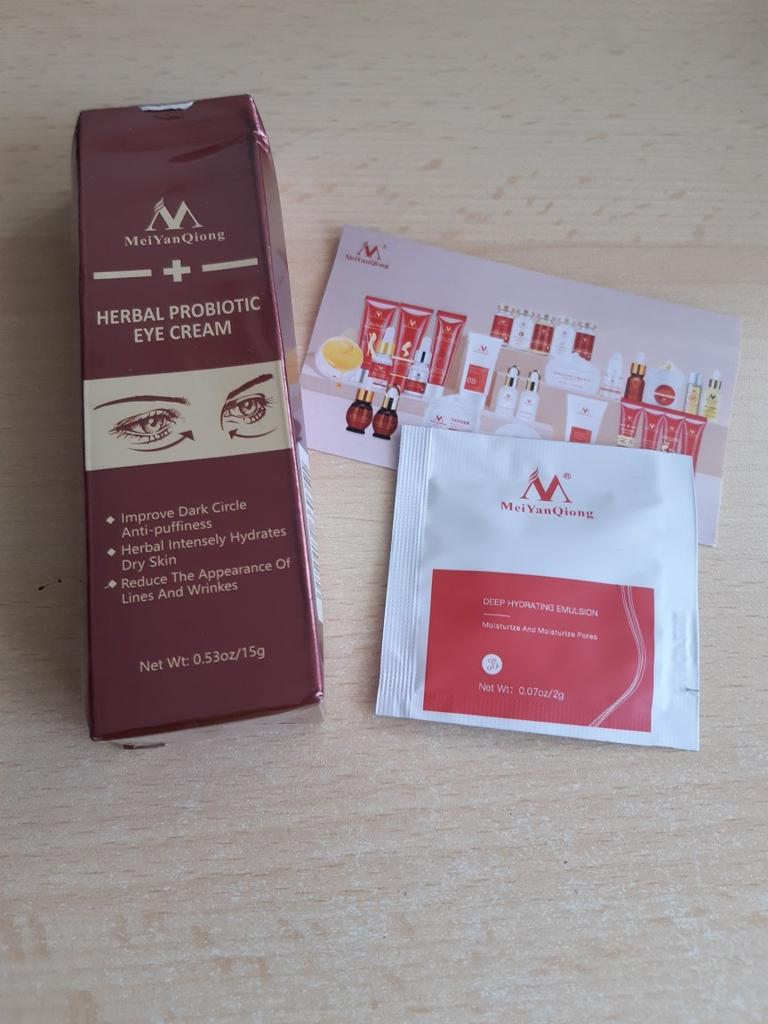 MeiYanQiong
HERBAL PROBIOTIC
EYE CREAM
Improve Dark Circle
Anti-puffiness
Herbal Intensely Hydrates
Dry Skin
Reduce The Appearance Of
Lines And Wrinkes
Net Wt: 0.53oz/15g
MeiYanQiong
BB
MeiYanQiong
DEEP HYDRATING EMULSION
Moisturize And Moisturize Pores
Net Wt: 0.07oz/2g